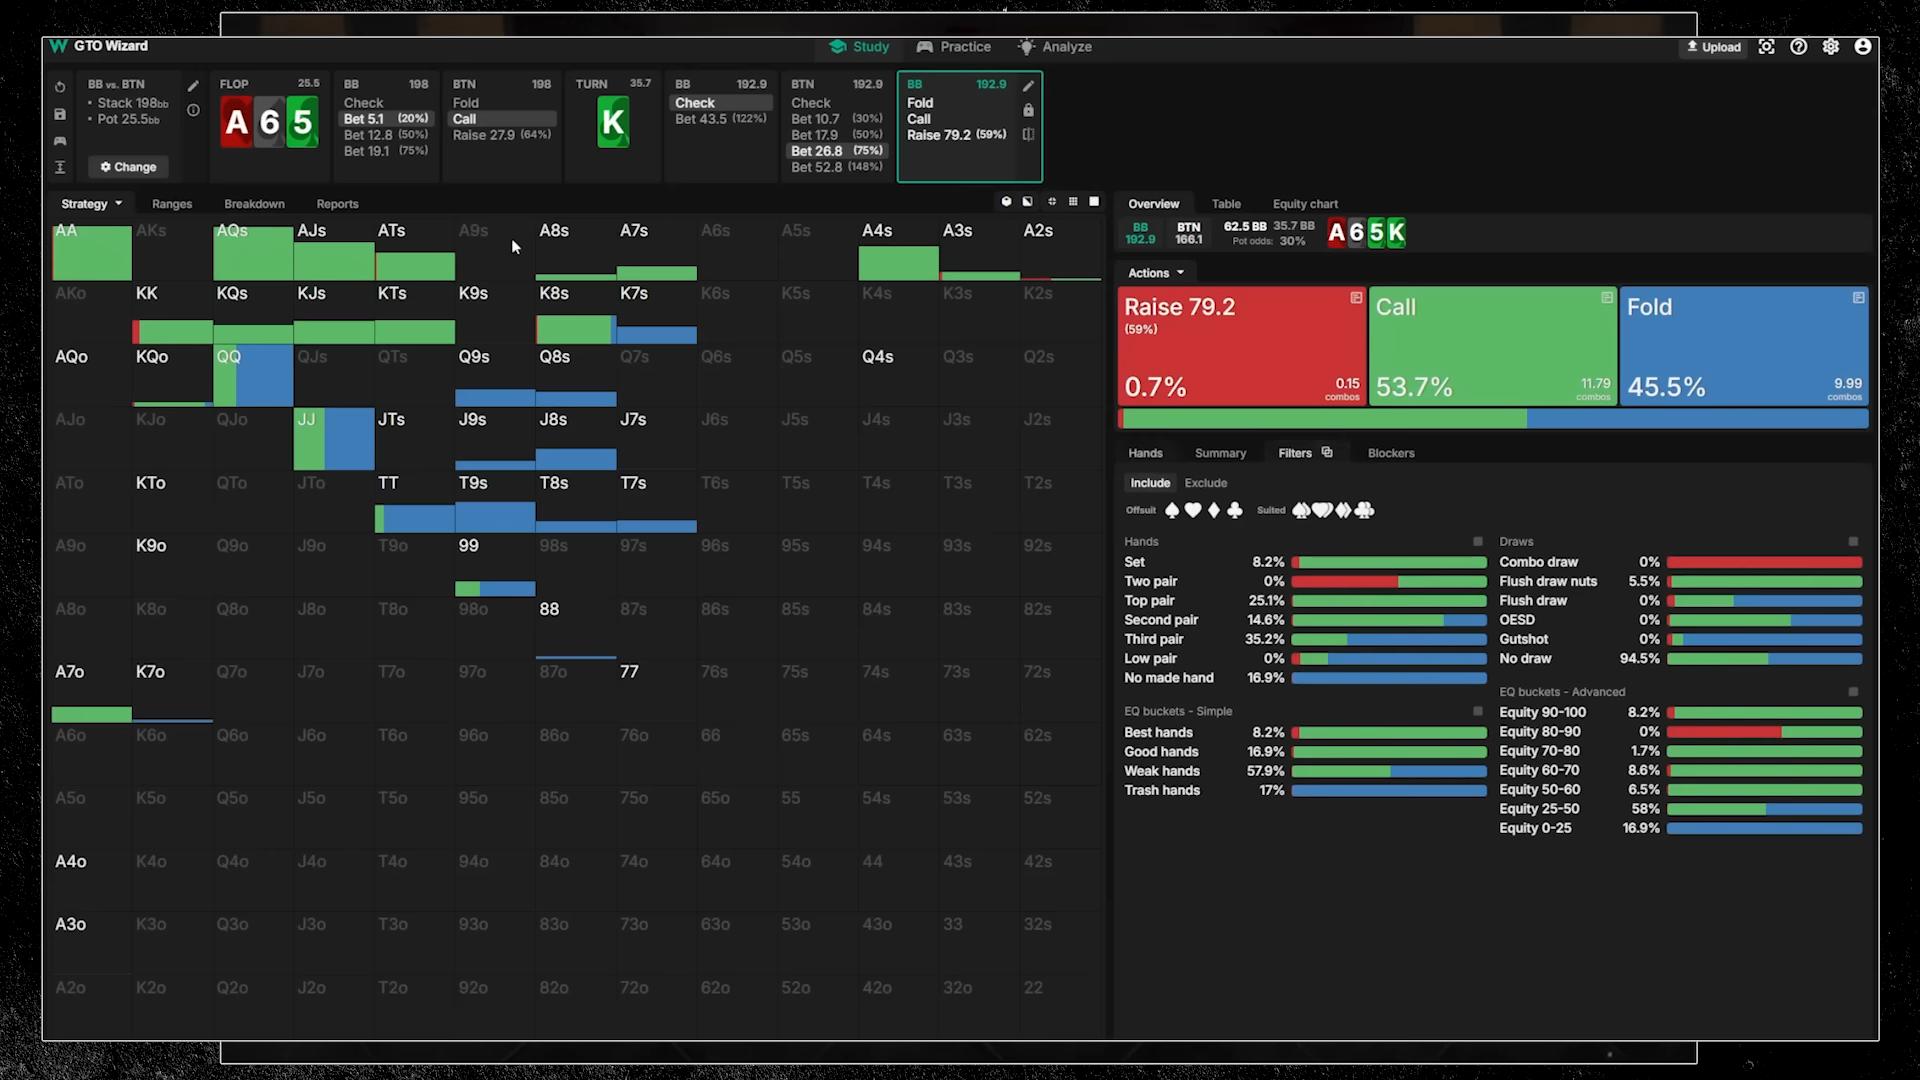 GTO Wizard
Study
Practice
Analyze
Upload
BB vs. BTN
• Stack 198bb
• Pot 25.5bb
Change
FLOP 25.5
A 6 5
BB 198
Check
Bet 5.1 (20%)
Bet 12.8 (50%)
Bet 19.1 (75%)
BTN 198
Fold
Call
Raise 27.9 (64%)
TURN 35.7
K
BB 192.9
Check
Bet 43.5 (122%)
BTN 192.9
Check
Bet 10.7 (30%)
Bet 17.9 (50%)
Bet 26.8 (75%)
Bet 52.8 (148%)
BB 192.9
Fold
Call
Raise 79.2 (59%)
Strategy Ranges Breakdown Reports
AA AKs AQs AJs ATs A9s A8s A7s A6s A5s A4s A3s A2s
AKo KK KQs KJs KTs K9s K8s K7s K6s K5s K4s K3s K2s
AQo KQo QQ QJs QTs Q9s Q8s Q7s Q6s Q5s Q4s Q3s Q2s
AJo KJo QJo JJ JTs J9s J8s J7s J6s J5s J4s J3s J2s
ATo KTo QTo JTo TT T9s T8s T7s T6s T5s T4s T3s T2s
A9o K9o Q9o J9o T9o 99 98s 97s 96s 95s 94s 93s 92s
A8o K8o Q8o J8o T8o 98o 88 87s 86s 85s 84s 83s 82s
A7o K7o Q7o J7o T7o 97o 87o 77 76s 75s 74s 73s 72s
A6o K6o Q6o J6o T6o 96o 86o 76o 66 65s 64s 63s 62s
A5o K5o Q5o J5o T5o 95o 85o 75o 65o 55 54s 53s 52s
A4o K4o Q4o J4o T4o 94o 84o 74o 64o 54o 44 43s 42s
A3o K3o Q3o J3o T3o 93o 83o 73o 63o 53o 43o 33 32s
A2o K2o Q2o J2o T2o 92o 82o 72o 62o 52o 42o 32o 22
Overview Table Equity chart
BB 192.9
BTN 166.1
62.5 BB 35.7 BB
Pot odds: 30%
A 6 5 K
Actions
Raise 79.2
(59%)
0.7%
0.15 combos
Call
53.7%
11.79 combos
Fold
45.5%
9.99 combos
Hands Summary Filters Blockers
Include Exclude
Offsuit
Suited
Hands
Set 8.2%
Two pair 0%
Top pair 25.1%
Second pair 14.6%
Third pair 35.2%
Low pair 0%
No made hand 16.9%
EQ buckets - Simple
Best hands 8.2%
Good hands 16.9%
Weak hands 57.9%
Trash hands 17%
Draws
Combo draw 0%
Flush draw nuts 5.5%
Flush draw 0%
OESD 0%
Gutshot 0%
No draw 94.5%
EQ buckets - Advanced
Equity 90-100 8.2%
Equity 80-90 0%
Equity 70-80 1.7%
Equity 60-70 8.6%
Equity 50-60 6.5%
Equity 25-50 58%
Equity 0-25 16.9%